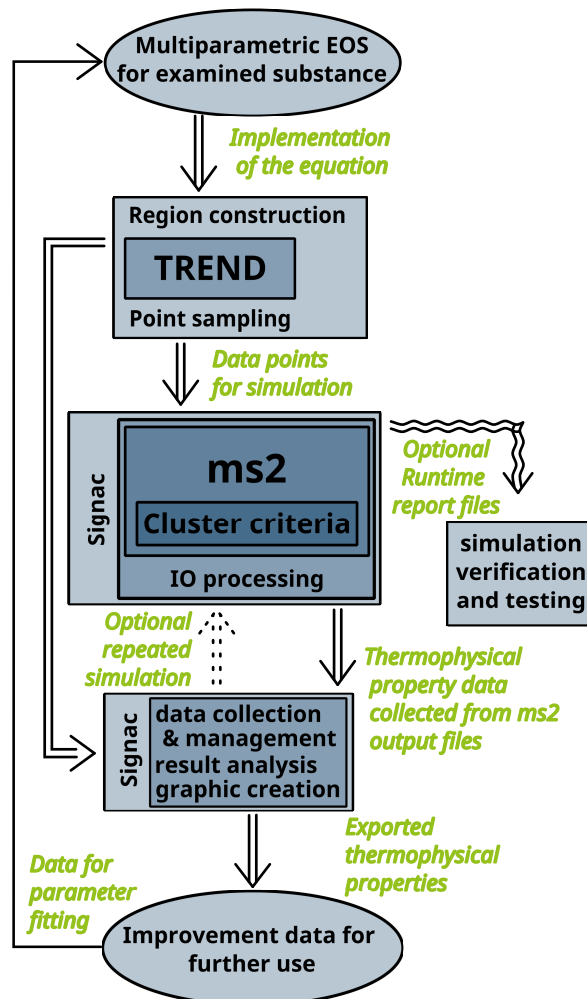 Multiparametric EOS
for examined substance
Implementation
of the equation
Region construction
TREND
Point sampling
Data points
for simulation
Signac
ms2
Cluster criteria
IO processing
Optional
Runtime
report files
simulation
verification
and testing
Optional
repeated
simulation
Thermophysical
property data
collected from ms2
output files
Signac
data collection
& management
result analysis
graphic creation
Exported
thermophysical
properties
Data for
parameter
fitting
Improvement data for
further use